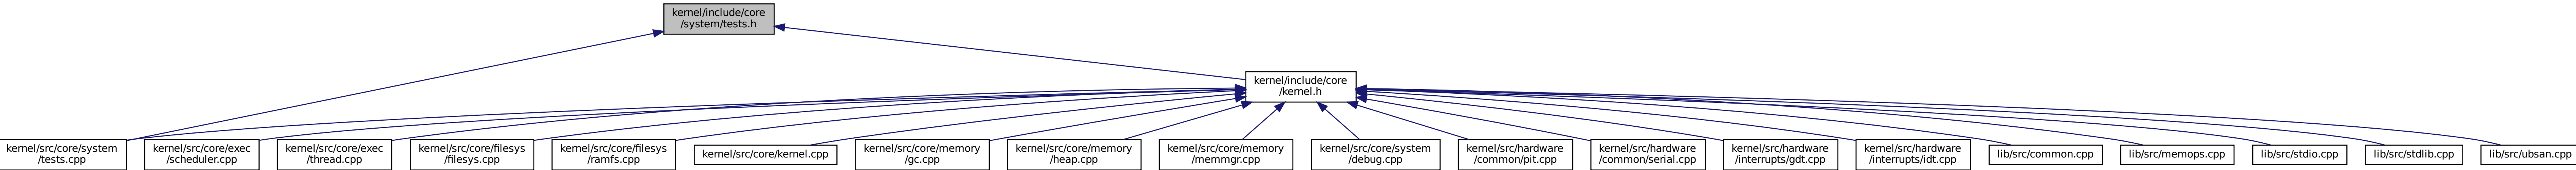 kernel/include/core
/system/tests.h
kernel/include/core
/kernel.h
kernel/src/core/system
/tests.cpp
kernel/src/core/exec
/scheduler.cpp
kernel/src/core/exec
/thread.cpp
kernel/src/core/filesys
/filesys.cpp
kernel/src/core/filesys
/ramfs.cpp
kernel/src/core/kernel.cpp
kernel/src/core/memory
/gc.cpp
kernel/src/core/memory
/heap.cpp
kernel/src/core/memory
/memmgr.cpp
kernel/src/core/system
/debug.cpp
kernel/src/hardware
/common/pit.cpp
kernel/src/hardware
/common/serial.cpp
kernel/src/hardware
/interrupts/gdt.cpp
kernel/src/hardware
/interrupts/idt.cpp
lib/src/common.cpp
lib/src/memops.cpp
lib/src/stdio.cpp
lib/src/stdlib.cpp
lib/src/ubsan.cpp